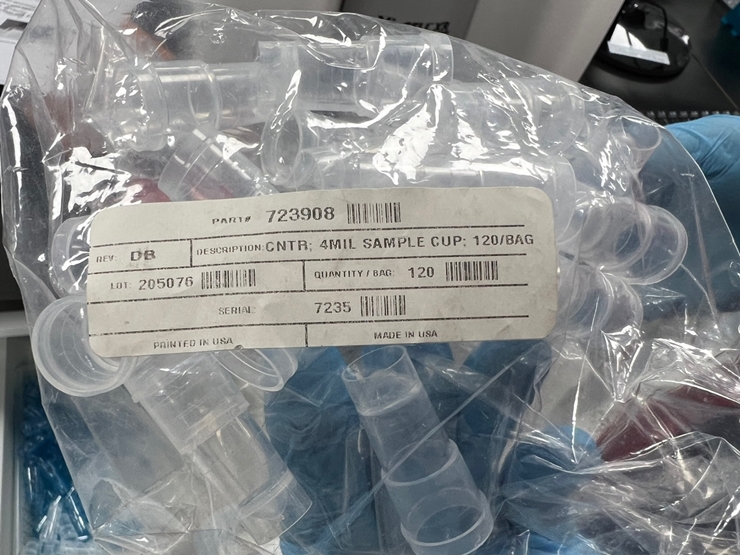 PART# 723908
REV: DB DESCRIPTION: CNTR; 4MIL SAMPLE CUP; 120/BAG
LOT: 205076 QUANTITY / BAG: 120
SERIAL: 7235
PRINTED IN USA MADE IN USA